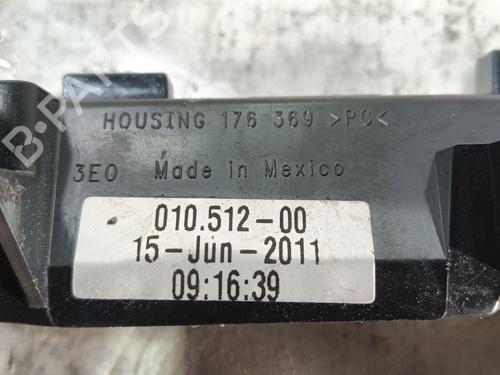 HOUSING 176 369 >PC<
3E0 Made in Mexico
010.512-00
15-Jun-2011
09:16:39
B-PARTS